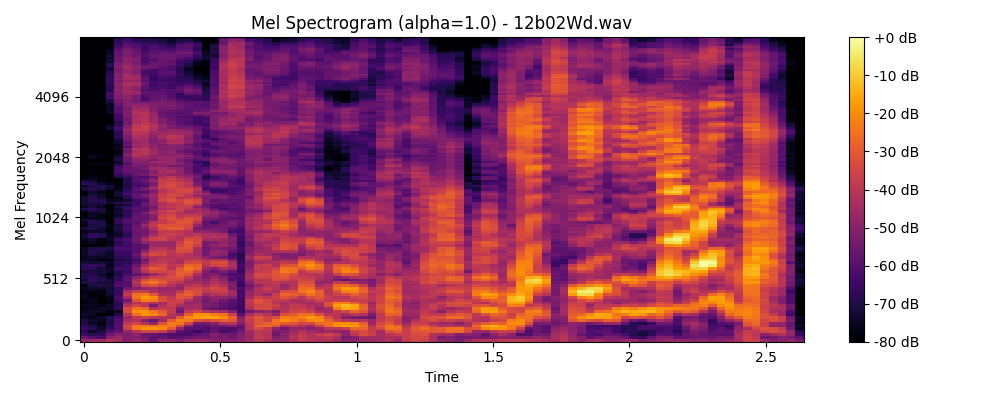 Mel Spectrogram (alpha=1.0) - 12b02Wd.wav
Mel Frequency
4096
2048
1024
512
0
0
0.5
1
1.5
2
2.5
Time
+0 dB
-10 dB
-20 dB
-30 dB
-40 dB
-50 dB
-60 dB
-70 dB
-80 dB